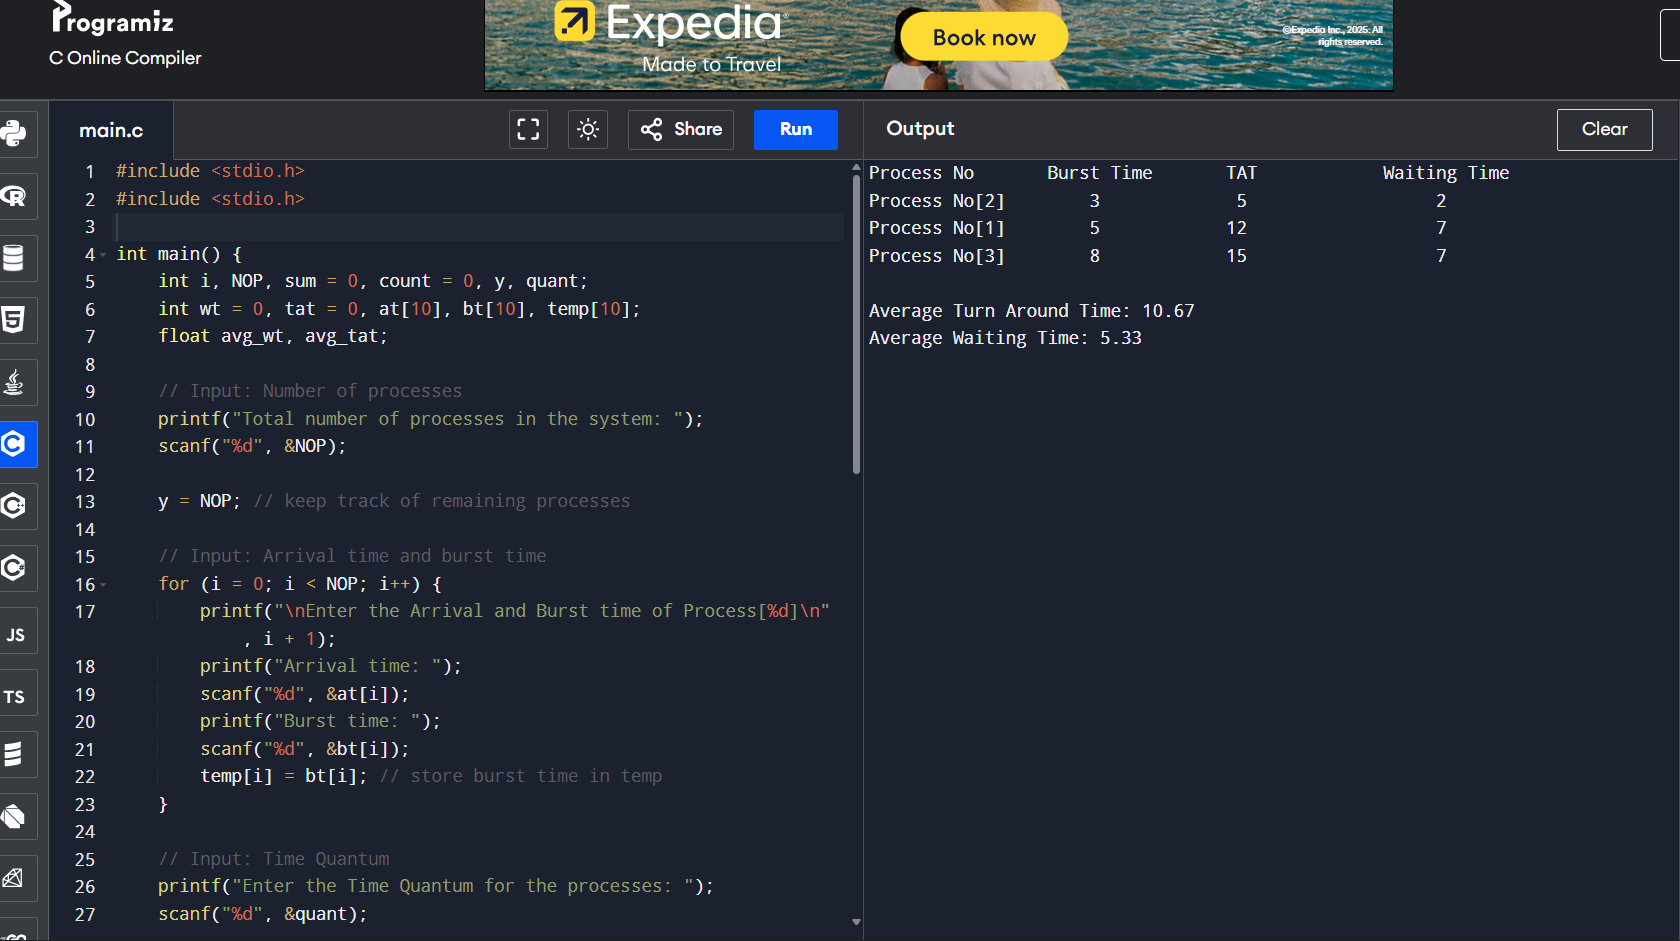 Programiz
C Online Compiler
Expedia
Made to Travel
Book now
©Expedia Inc., 2025. All
rights reserved.
main.c
Share
Run
Output
Clear
JS
TS
GO
1 #include <stdio.h>
2 #include <stdio.h>
3
4 int main() {
5 int i, NOP, sum = 0, count = 0, y, quant;
6 int wt = 0, tat = 0, at[10], bt[10], temp[10];
7 float avg_wt, avg_tat;
8
9 // Input: Number of processes
10 printf("Total number of processes in the system: ");
11 scanf("%d", &NOP);
12
13 y = NOP; // keep track of remaining processes
14
15 // Input: Arrival time and burst time
16 for (i = 0; i < NOP; i++) {
17 printf("\nEnter the Arrival and Burst time of Process[%d]\n"
, i + 1);
18 printf("Arrival time: ");
19 scanf("%d", &at[i]);
20 printf("Burst time: ");
21 scanf("%d", &bt[i]);
22 temp[i] = bt[i]; // store burst time in temp
23 }
24
25 // Input: Time Quantum
26 printf("Enter the Time Quantum for the processes: ");
27 scanf("%d", &quant);
Process No Burst Time TAT Waiting Time
Process No[2] 3 5 2
Process No[1] 5 12 7
Process No[3] 8 15 7
Average Turn Around Time: 10.67
Average Waiting Time: 5.33